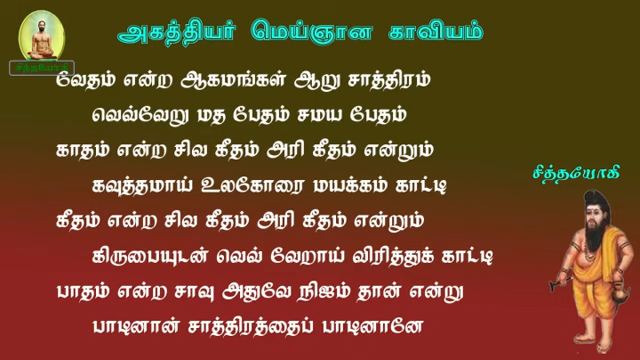 அகத்தியர் மெய்ஞான காவியம்
சித்தயோகி
வேதம் என்ற ஆகமங்கள் ஆறு சாத்திரம்
வெவ்வேறு மத பேதம் சமய பேதம்
காதம் என்ற சிவ கீதம் அரி கீதம் என்றும்
கவுத்தமாய் உலகோரை மயக்கம் காட்டி
சித்தயோகி
கீதம் என்ற சிவ கீதம் அரி கீதம் என்றும்
கிருபையுடன் வெவ் வேறாய் விரித்துக் காட்டி
பாதம் என்ற சாவு அதுவே நிஜம் தான் என்று
பாடினான் சாத்திரத்தைப் பாடினானே